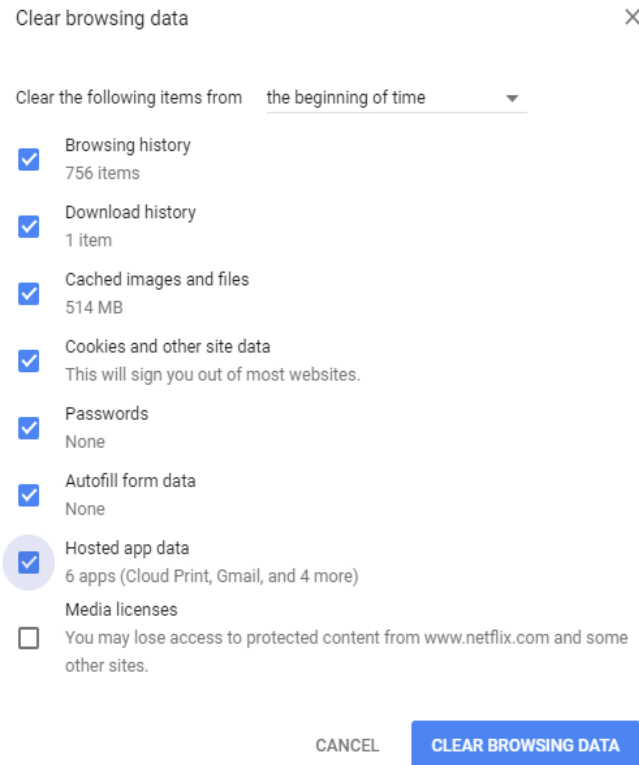 Clear browsing data
Clear the following items from the beginning of time
Browsing history
756 items
Download history
1 item
Cached images and files
514 MB
Cookies and other site data
This will sign you out of most websites.
Passwords
None
Autofill form data
None
Hosted app data
6 apps (Cloud Print, Gmail, and 4 more)
Media licenses
You may lose access to protected content from www.netflix.com and some
other sites.
CANCEL CLEAR BROWSING DATA